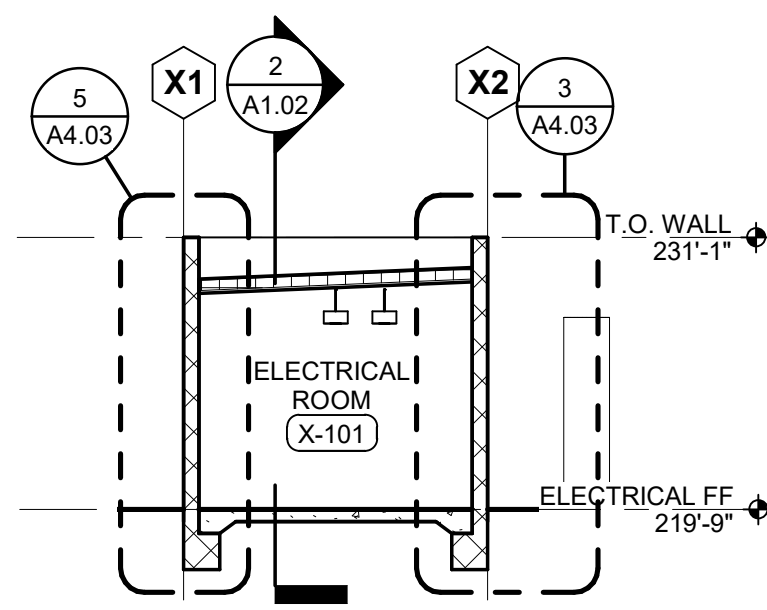 5
A4.03
X1
2
A1.02
X2
3
A4.03
T.O. WALL
231'-1"
ELECTRICAL
ROOM
X-101
ELECTRICAL FF
219'-9"